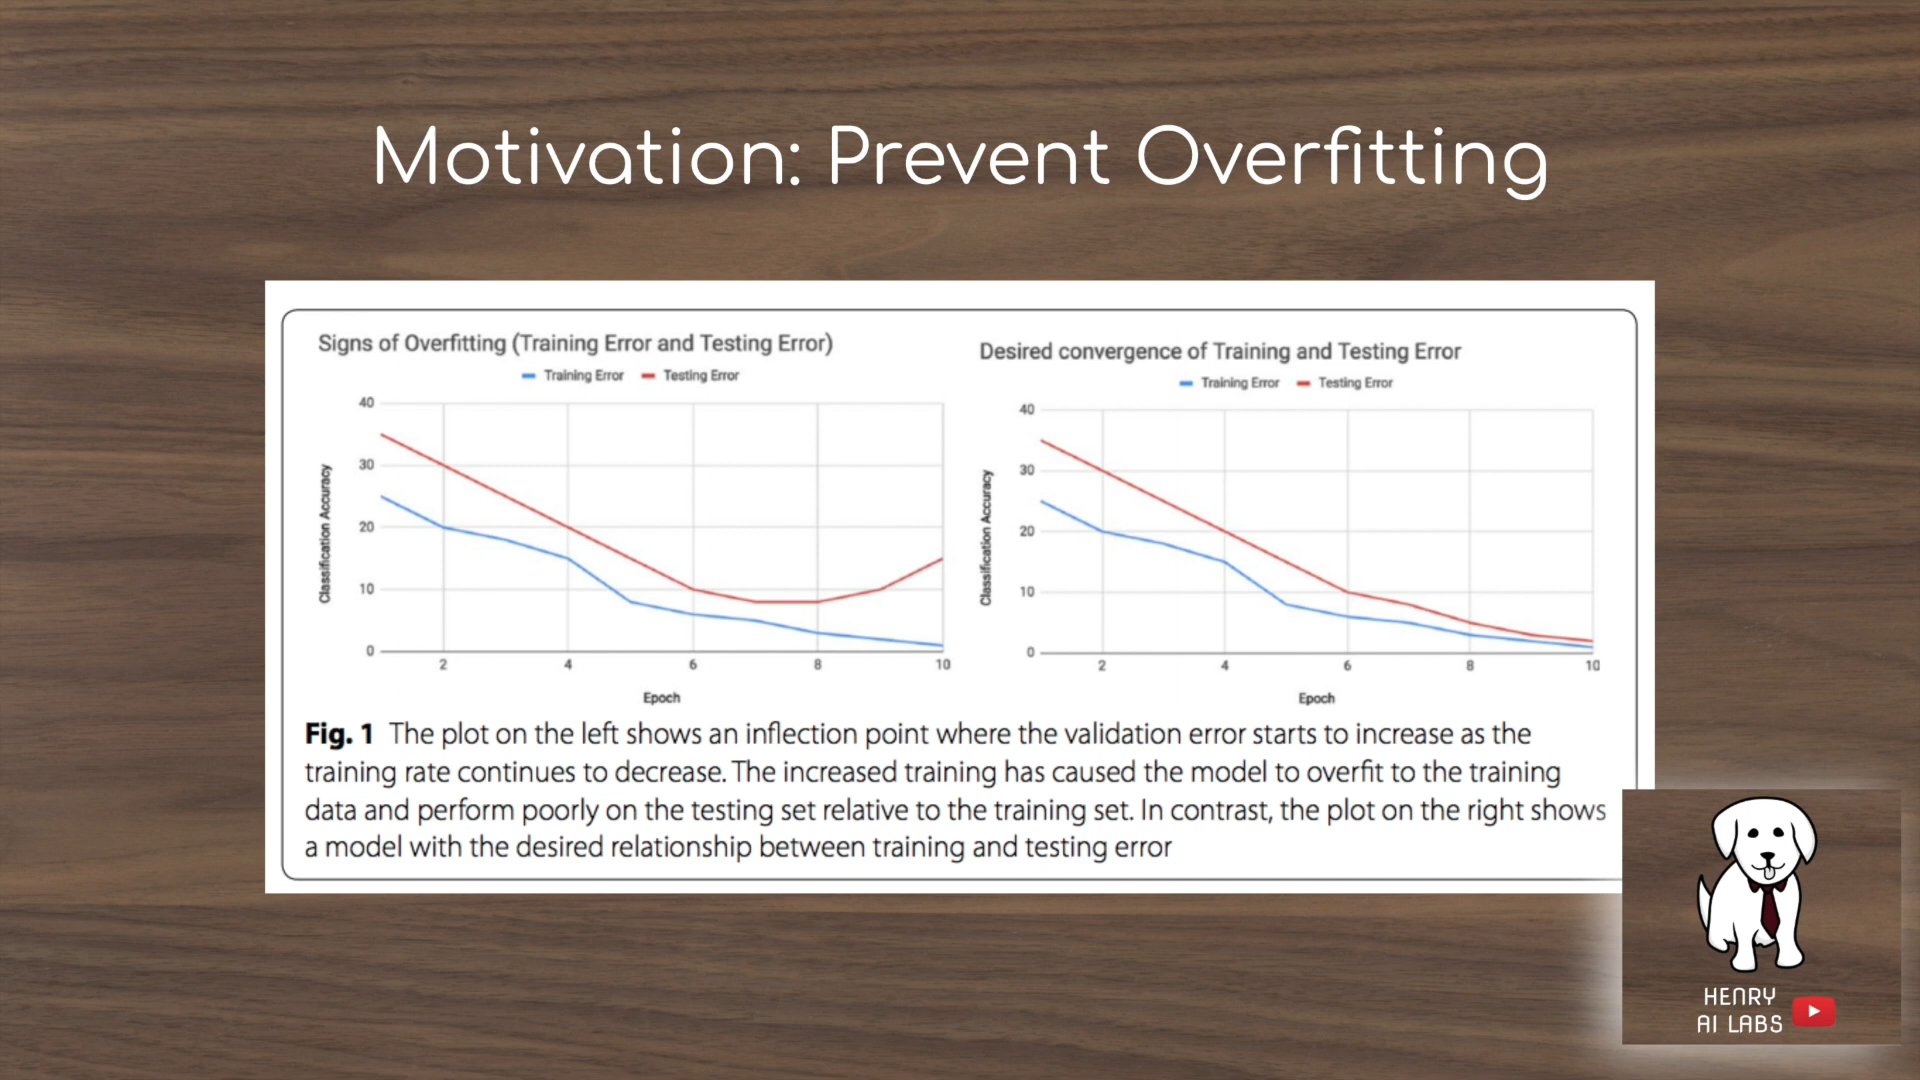 Motivation: Prevent Overfitting
Signs of Overfitting (Training Error and Testing Error)
Training Error Testing Error
40
30
20
10
0
Classification Accuracy
2 4 6 8 10
Epoch
Desired convergence of Training and Testing Error
Training Error Testing Error
40
30
20
10
0
Classification Accuracy
2 4 6 8 10
Epoch
Fig. 1 The plot on the left shows an inflection point where the validation error starts to increase as the
training rate continues to decrease. The increased training has caused the model to overfit to the training
data and perform poorly on the testing set relative to the training set. In contrast, the plot on the right shows
a model with the desired relationship between training and testing error
HENRY
AI LABS